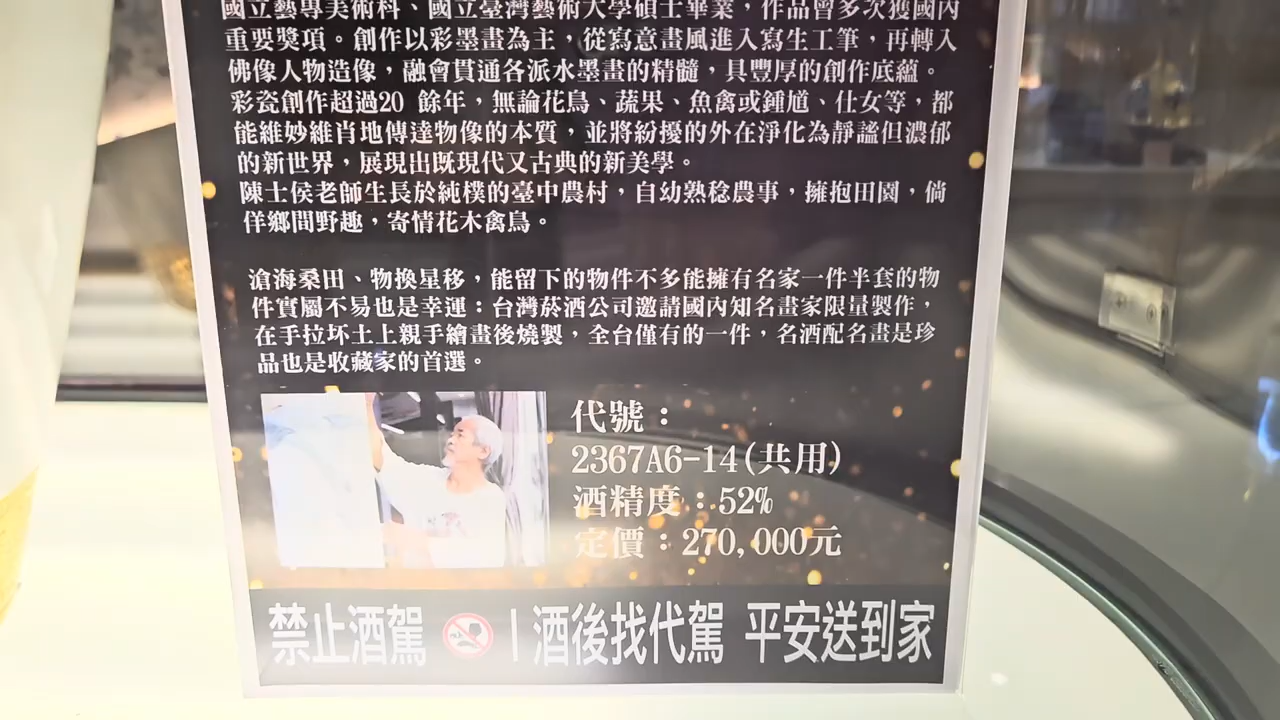 國立藝專美術科、國立臺灣藝術大學碩士畢業，作品曾多次獲國內
重要獎項。創作以彩墨畫為主，從寫意畫風進入寫生工筆，再轉入
佛像人物造像，融會貫通各派水墨畫的精髓，具豐厚的創作底蘊。
彩瓷創作超過20 餘年，無論花鳥、蔬果、魚禽或鍾馗、仕女等，都
能維妙維肖地傳達物像的本質，並將紛擾的外在淨化為靜謐但濃郁
的新世界，展現出既現代又古典的新美學。
陳士侯老師生長於純樸的臺中農村，自幼熟稔農事，擁抱田園，倘
佯鄉間野趣，寄情花木禽鳥。
滄海桑田、物換星移，能留下的物件不多能擁有名家一件半套的物
件實屬不易也是幸運：台灣菸酒公司邀請國內知名畫家限量製作，
在手拉坏土上親手繪畫後燒製，全台僅有的一件，名酒配名畫是珍
品也是收藏家的首選。
代號：
2367A6-14(共用)
酒精度：52%
定價：270,000元
禁止酒駕 | 酒後找代駕 平安送到家